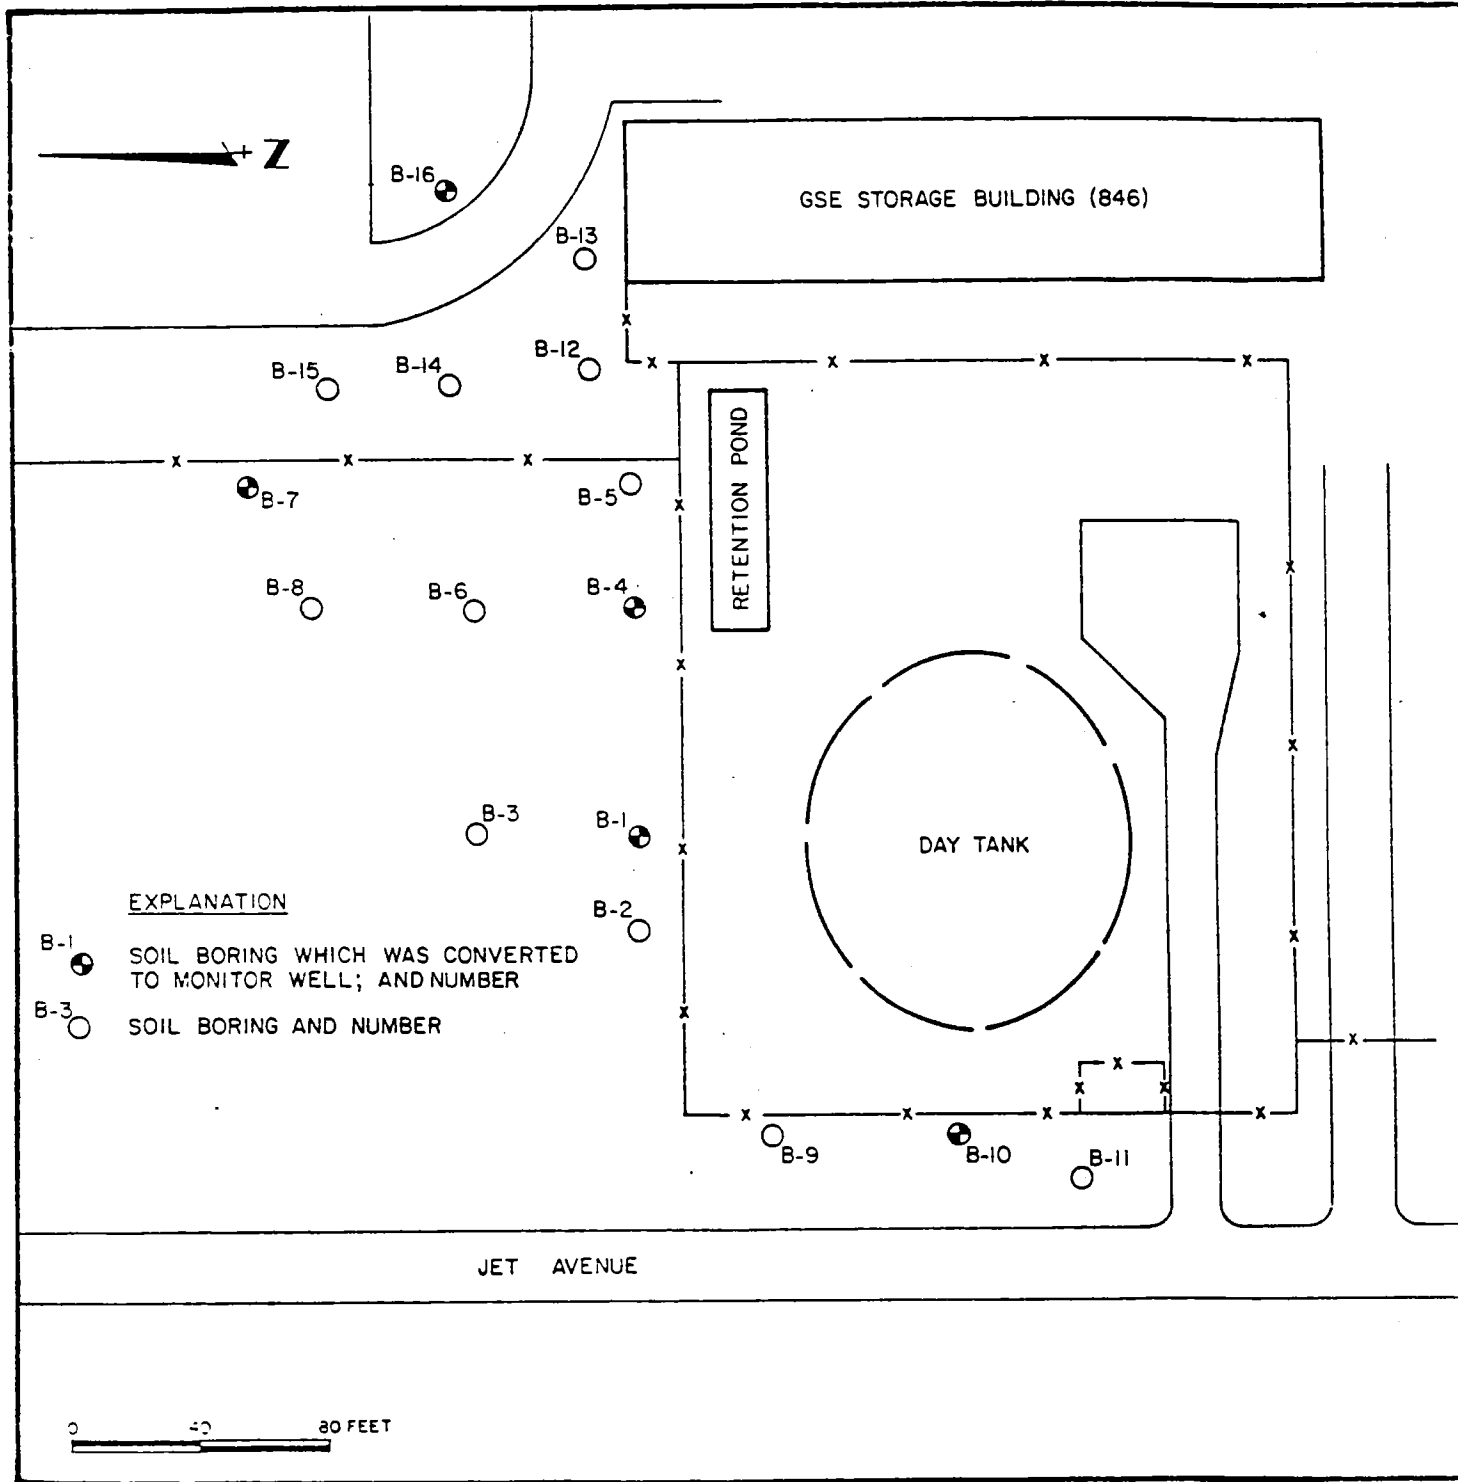 Z
B-16
GSE STORAGE BUILDING (846)
B-13
B-12
B-15
B-14
RETENTION POND
B-7
B-5
B-8
B-6
B-4
B-3
B-1
DAY TANK
B-2
EXPLANATION
B-1
SOIL BORING WHICH WAS CONVERTED
TO MONITOR WELL; AND NUMBER
B-3
SOIL BORING AND NUMBER
B-9
B-10
B-11
JET AVENUE
0 40 80 FEET